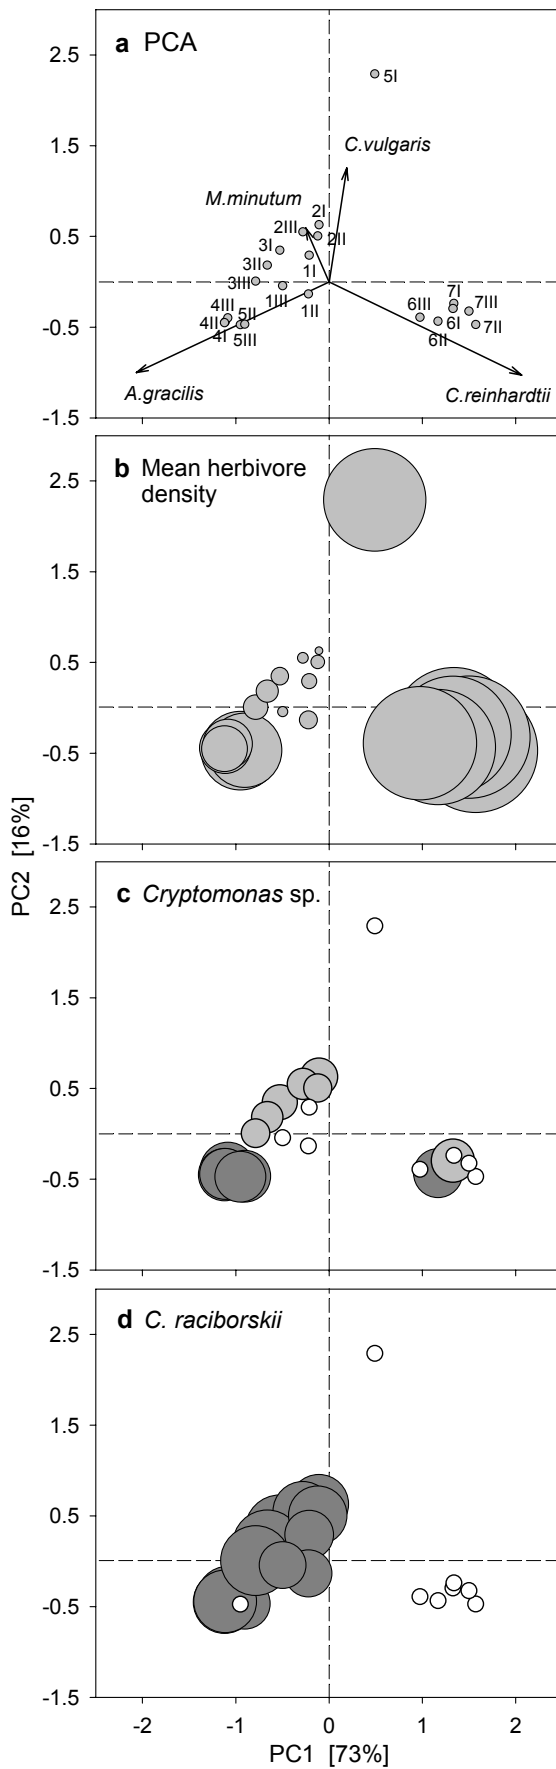 a PCA
2.5
5I
1.5
C.vulgaris
M.minutum
2I
2III
0.5
2II
3I
3II
1I
3III
1III
1II
7I
4III
6III
7III
4II
5II
6I
7II
-0.5
4I
5III
6II
A.gracilis
C.reinhardtii
-1.5
b Mean herbivore
density
2.5
1.5
0.5
-0.5
-1.5
PC2 [16%]
c Cryptomonas sp.
2.5
1.5
0.5
-0.5
-1.5
d C. raciborskii
2.5
1.5
0.5
-0.5
-1.5
-2 -1 0 1 2
PC1 [73%]